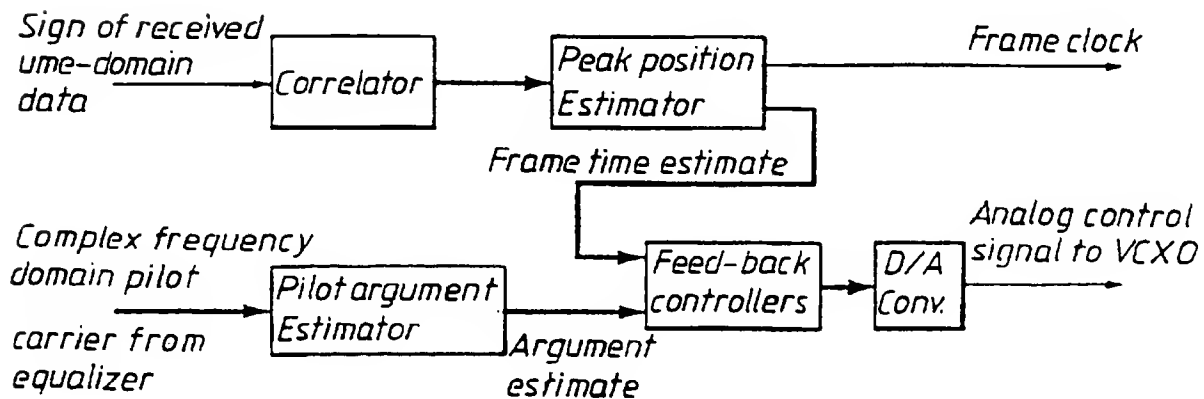 Sign of received
ume-domain
data
Correlator
Peak position
Estimator
Frame clock
Frame time estimate
Complex frequency
domain pilot
carrier from
equalizer
Pilot argument
Estimator
Argument
estimate
Feed-back
controllers
D/A
Conv.
Analog control
signal to VCXO